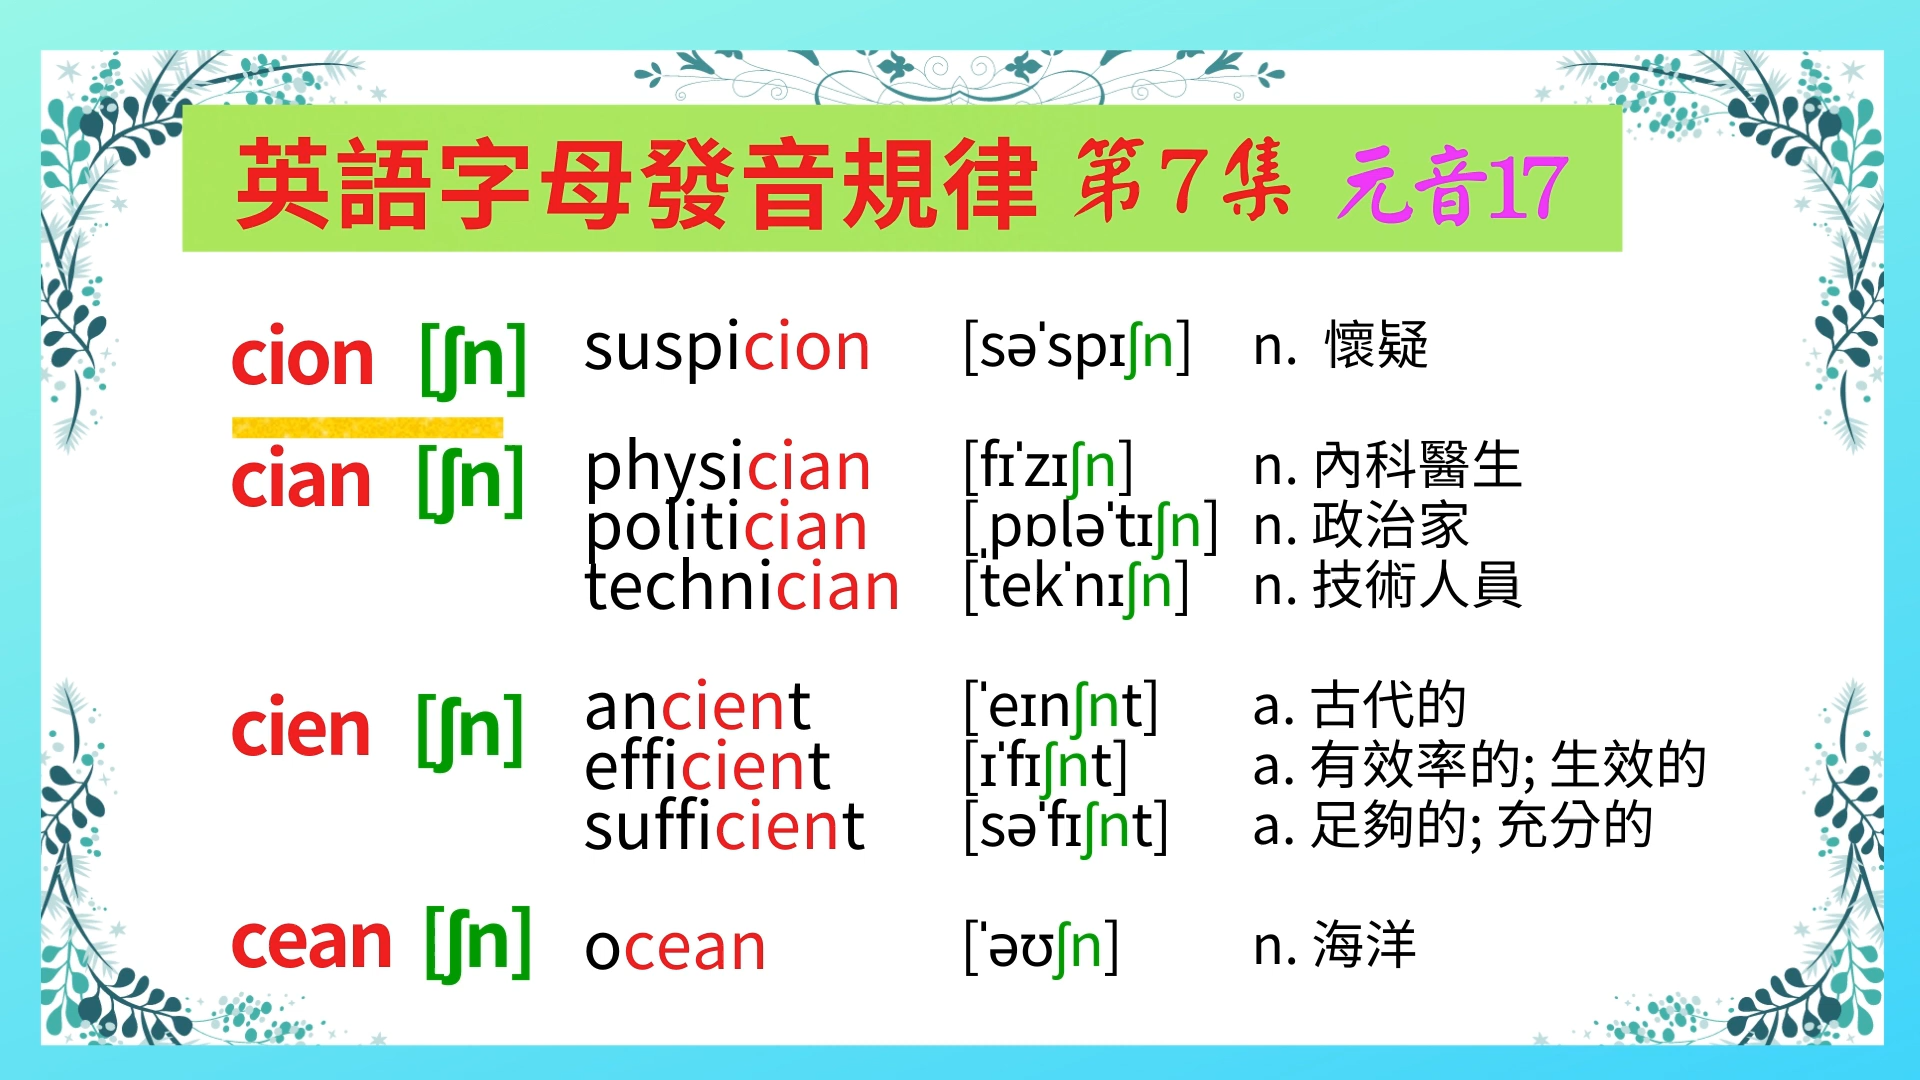 英語字母發音規律 第7集 元音17
cion [ʃn] suspicion [səˈspɪʃn] n. 懷疑
cian [ʃn] physician [fɪˈzɪʃn] n. 內科醫生
politician [ˌpɒləˈtɪʃn] n. 政治家
technician [tekˈnɪʃn] n. 技術人員
cien [ʃn] ancient [ˈeɪnʃnt] a. 古代的
efficient [ɪˈfɪʃnt] a. 有效率的; 生效的
sufficient [səˈfɪʃnt] a. 足夠的; 充分的
cean [ʃn] ocean [ˈəʊʃn] n. 海洋